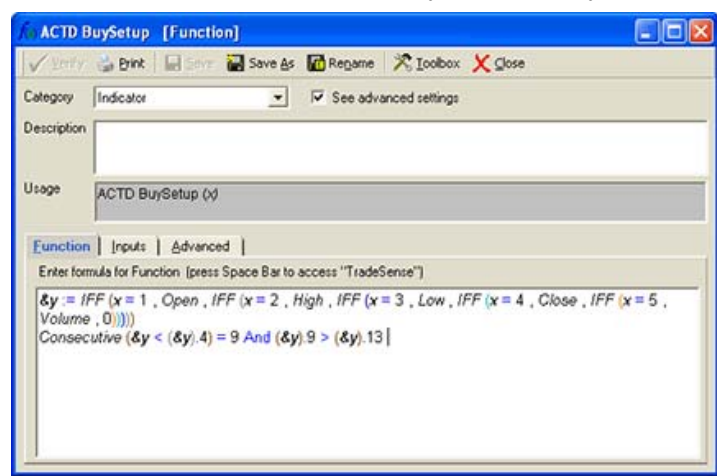 ACTD BuySetup [Function]
Verify Print Save Save As Rename Toolbox Close
Category Indicator See advanced settings
Description
Usage ACTD BuySetup (x)
Function Inputs Advanced
Enter formula for Function (press Space Bar to access "TradeSense")
&y := IFF (x = 1 , Open , IFF (x = 2 , High , IFF (x = 3 , Low , IFF (x = 4 , Close , IFF (x = 5 ,
Volume , 0)))))
Consecutive (&y < (&y).4) = 9 And (&y).9 > (&y).13